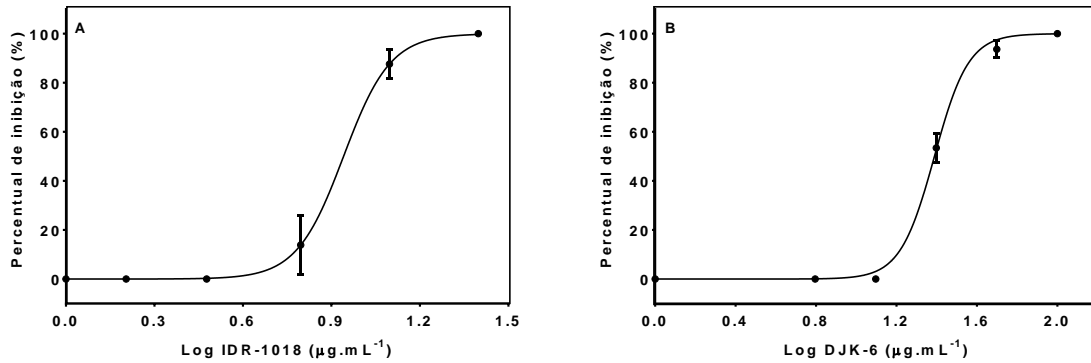 A
Percentual de inibição (%)
100
80
60
40
20
0
0.0 0.3 0.6 0.9 1.2 1.5
Log IDR-1018 (µg.mL⁻¹)
B
Percentual de inibição (%)
100
80
60
40
20
0
0.0 0.4 0.8 1.2 1.6 2.0
Log DJK-6 (µg.mL⁻¹)